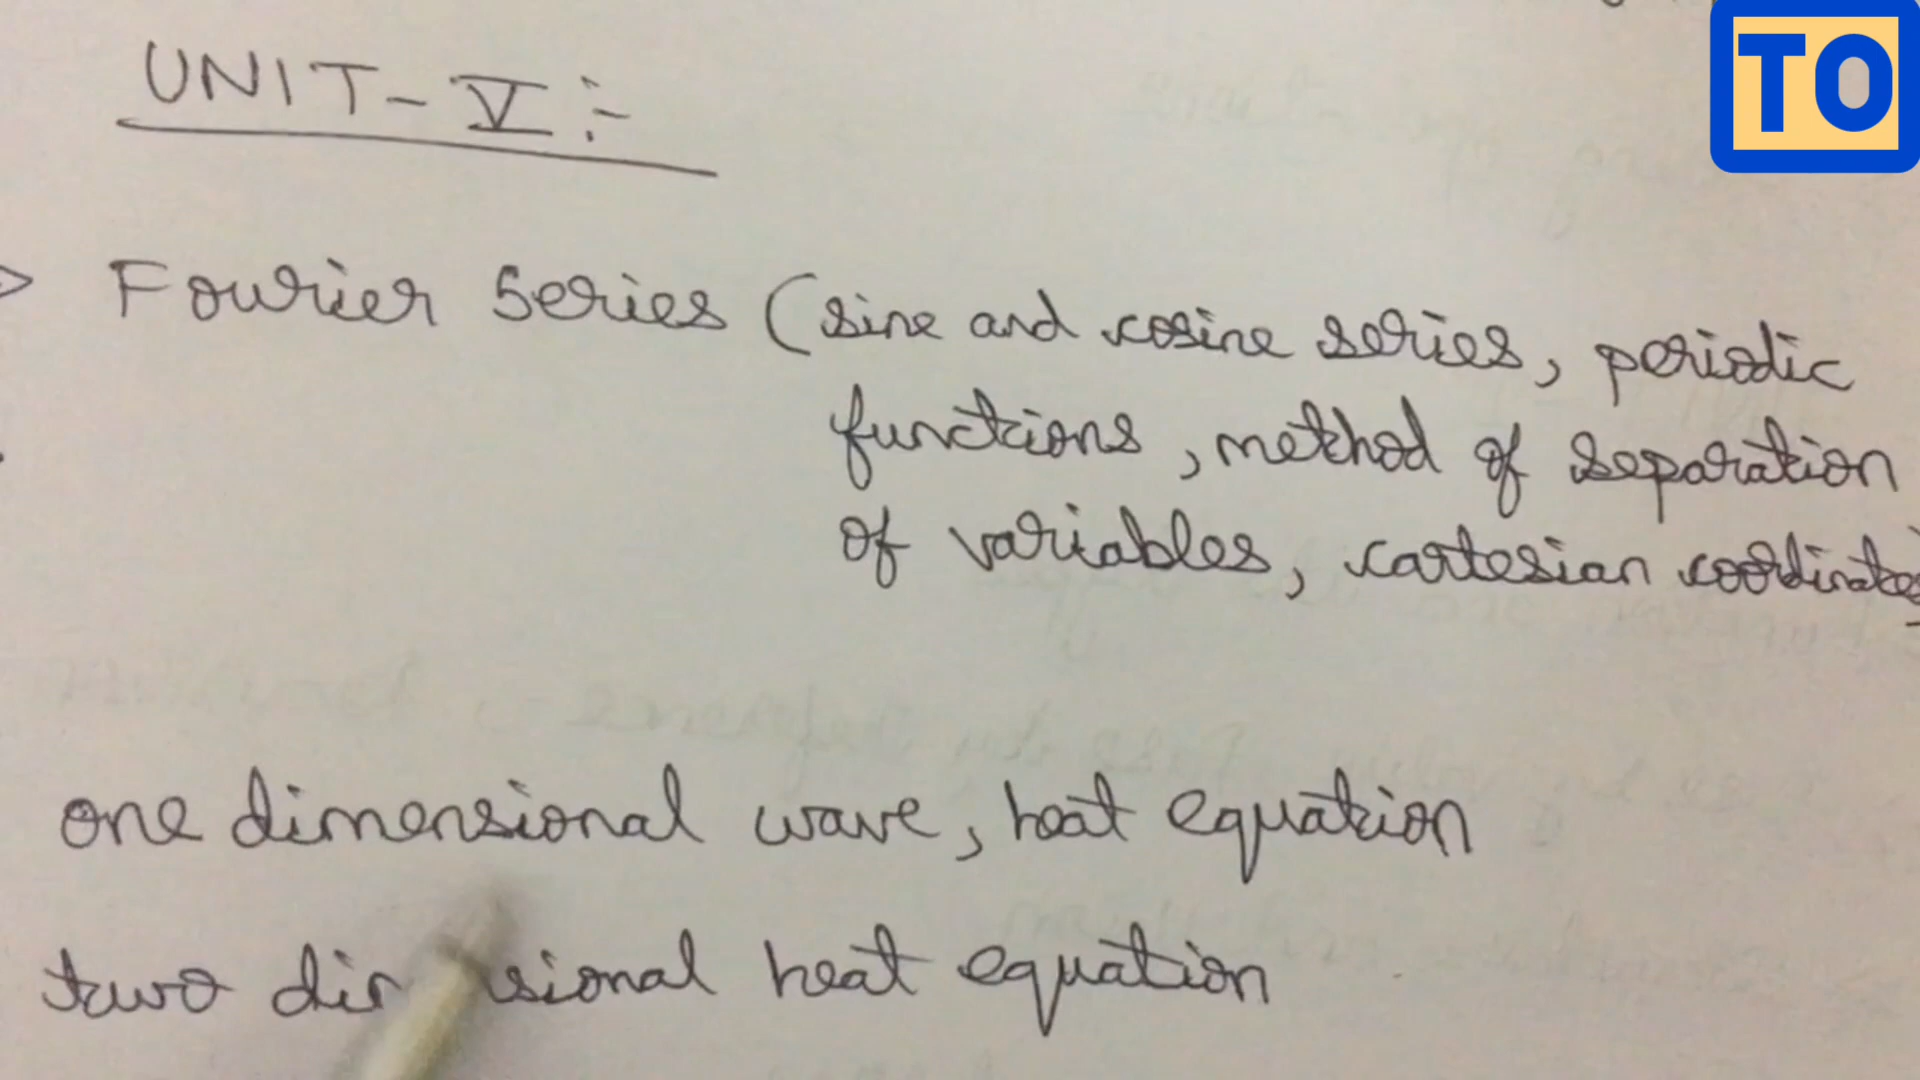 TO
UNIT-V:-
> Fourier Series (sine and cosine series, periodic
functions, method of separation
of variables, cartesian coordinates)
one dimensional wave, heat equation
two sional heat equation